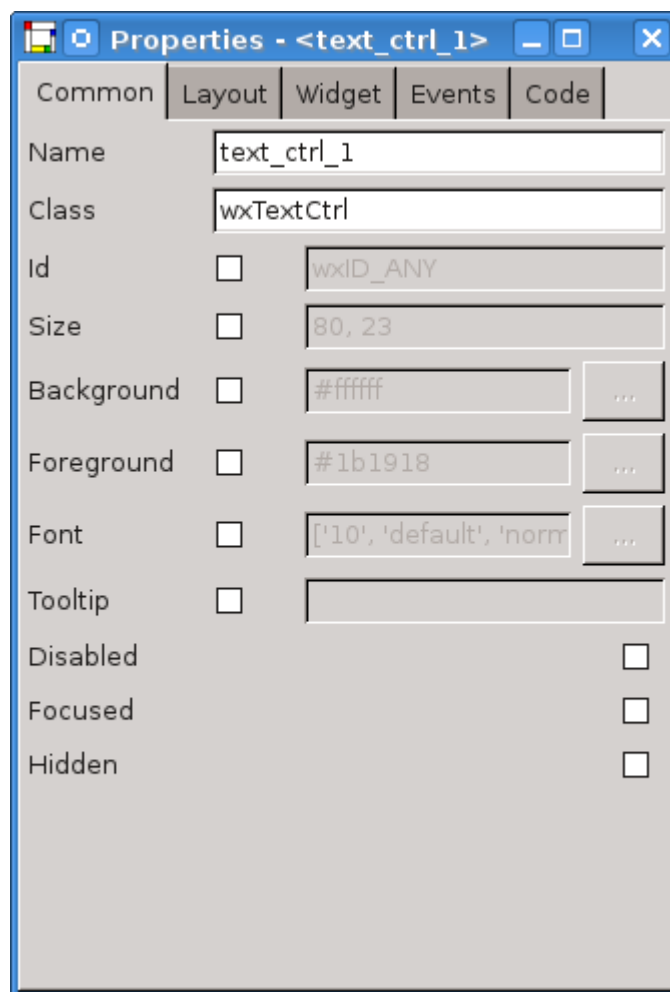 Properties - <text_ctrl_1>
Common Layout Widget Events Code
Name text_ctrl_1
Class wxTextCtrl
Id wxID_ANY
Size 80, 23
Background #ffffff ...
Foreground #1b1918 ...
Font ['10', 'default', 'norm ...
Tooltip
Disabled
Focused
Hidden